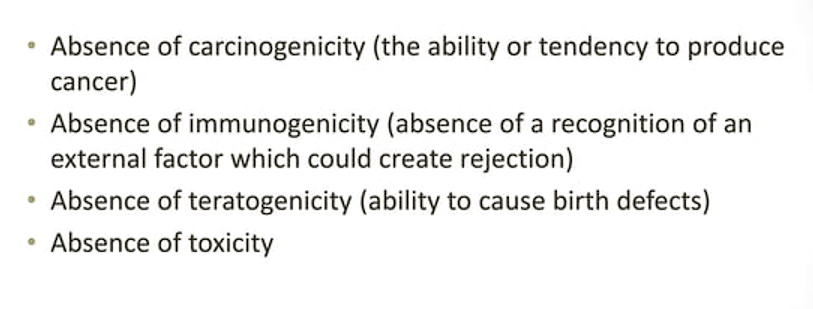 • Absence of carcinogenicity (the ability or tendency to produce
cancer)
• Absence of immunogenicity (absence of a recognition of an
external factor which could create rejection)
• Absence of teratogenicity (ability to cause birth defects)
• Absence of toxicity